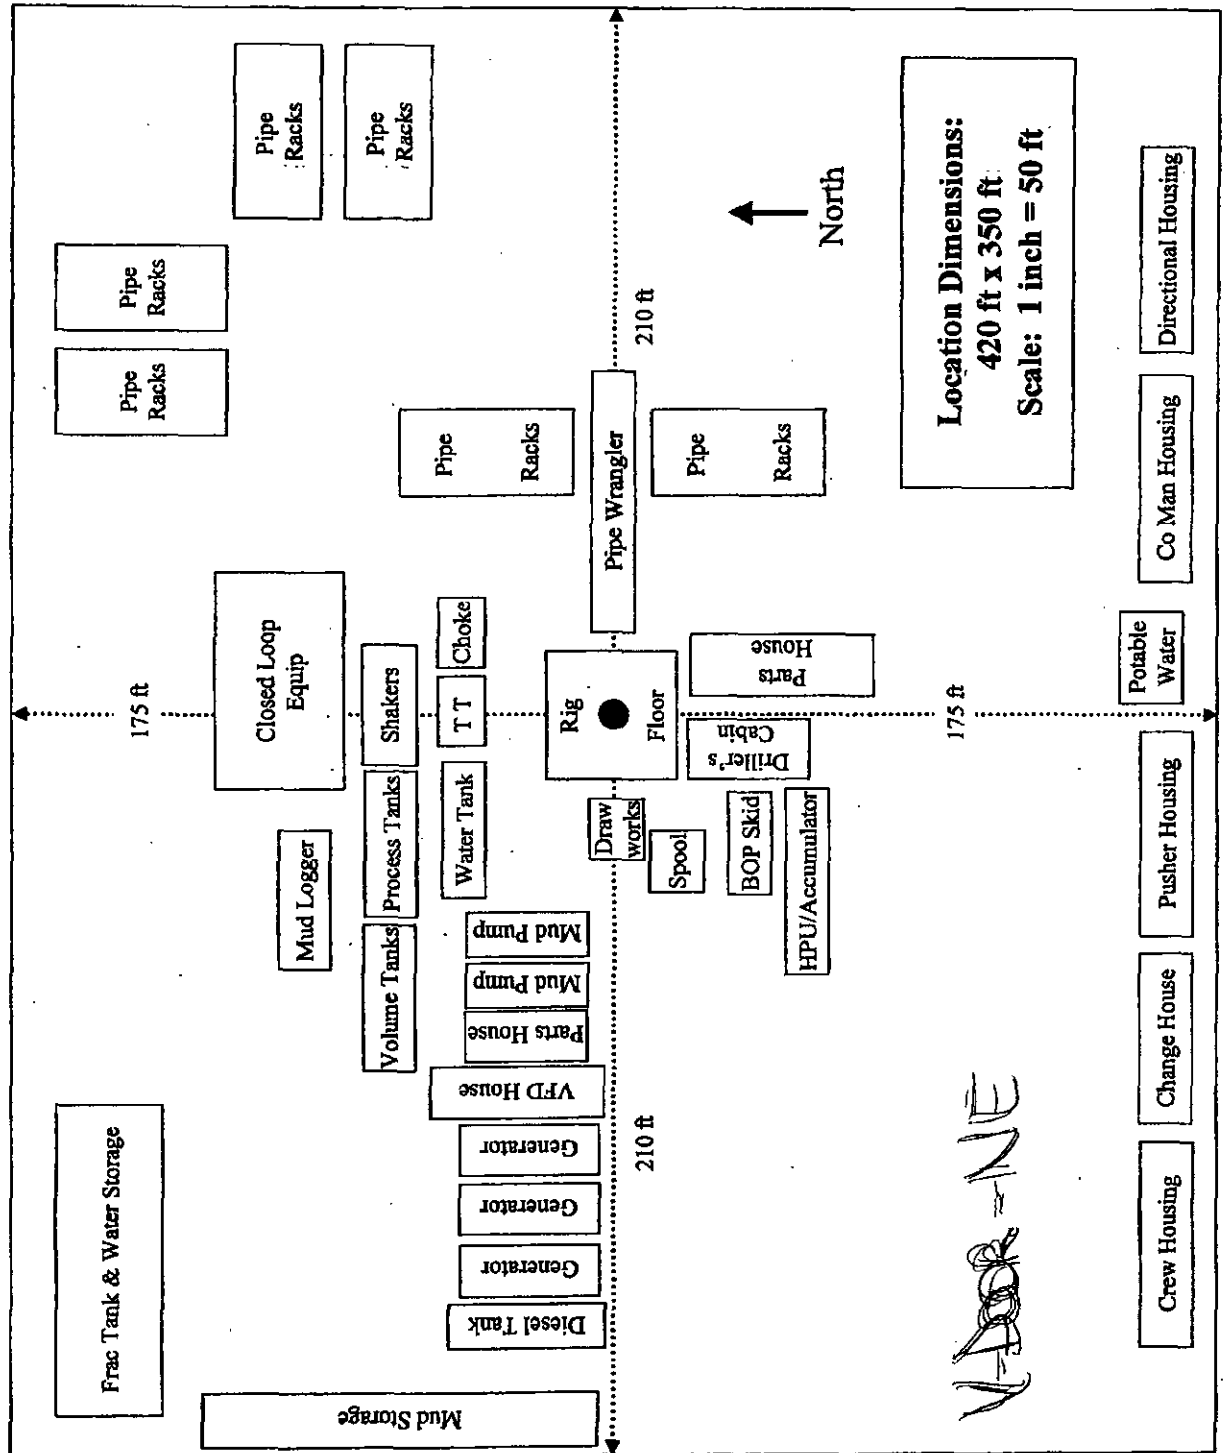 Frac Tank & Water Storage
Pipe
Racks
Pipe
Racks
Pipe
Racks
Pipe
Racks
175 ft
Closed Loop
Equip
Mud Logger
Volume Tanks
Process Tanks
Shakers
Water Tank
T T
Choke
Mud Storage
Diesel Tank
Generator
Generator
Generator
VFD House
Parts House
Mud Pump
Mud Pump
Pipe
Racks
Rig
Floor
Draw
works
Pipe Wrangler
210 ft
210 ft
Spool
Pipe
Racks
Driller's
Cabin
Parts
House
BOP Skid
HPU/Accumulator
North
V-DOOR-NE
175 ft
Location Dimensions:
420 ft x 350 ft
Scale: 1 inch = 50 ft
Potable
Water
Crew Housing
Change House
Pusher Housing
Co Man Housing
Directional Housing